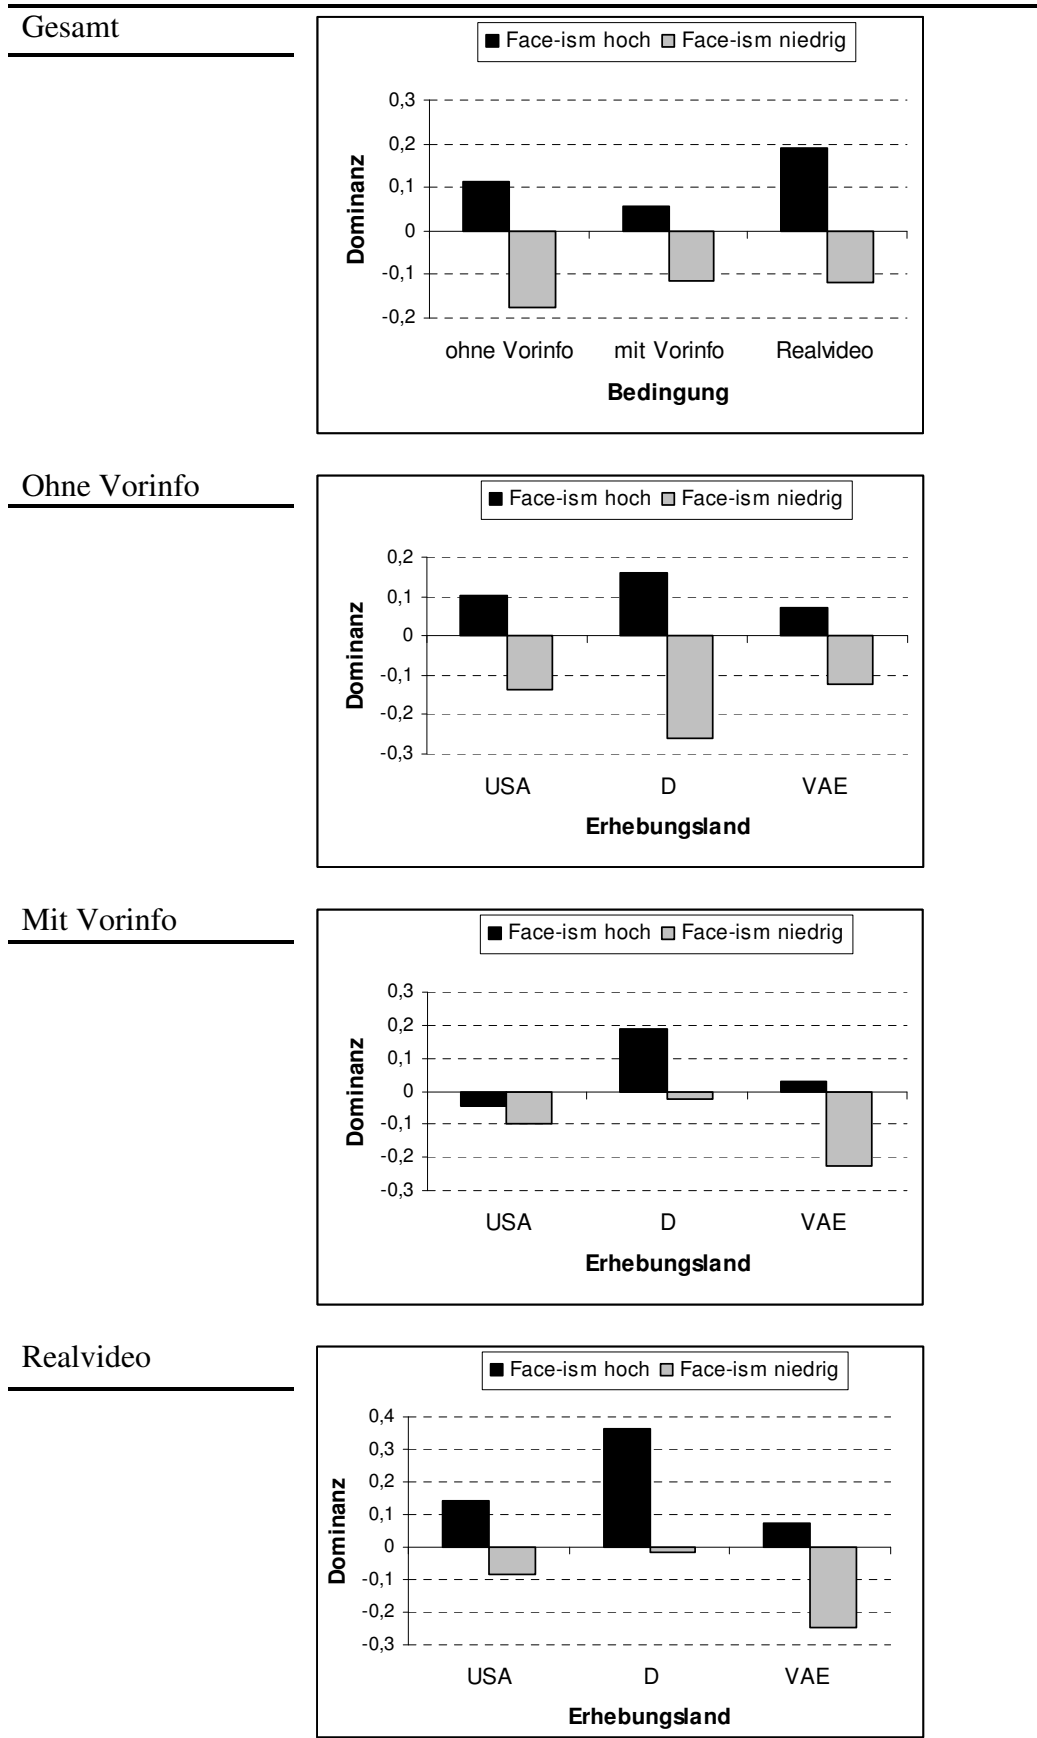 Gesamt
Face-ism hoch Face-ism niedrig
0,3
0,2
0,1
0
-0,1
-0,2
Dominanz
ohne Vorinfo mit Vorinfo Realvideo
Bedingung
Ohne Vorinfo
Face-ism hoch Face-ism niedrig
0,2
0,1
0
-0,1
-0,2
-0,3
Dominanz
USA D VAE
Erhebungsland
Mit Vorinfo
Face-ism hoch Face-ism niedrig
0,3
0,2
0,1
0
-0,1
-0,2
-0,3
Dominanz
USA D VAE
Erhebungsland
Realvideo
Face-ism hoch Face-ism niedrig
0,4
0,3
0,2
0,1
0
-0,1
-0,2
-0,3
Dominanz
USA D VAE
Erhebungsland